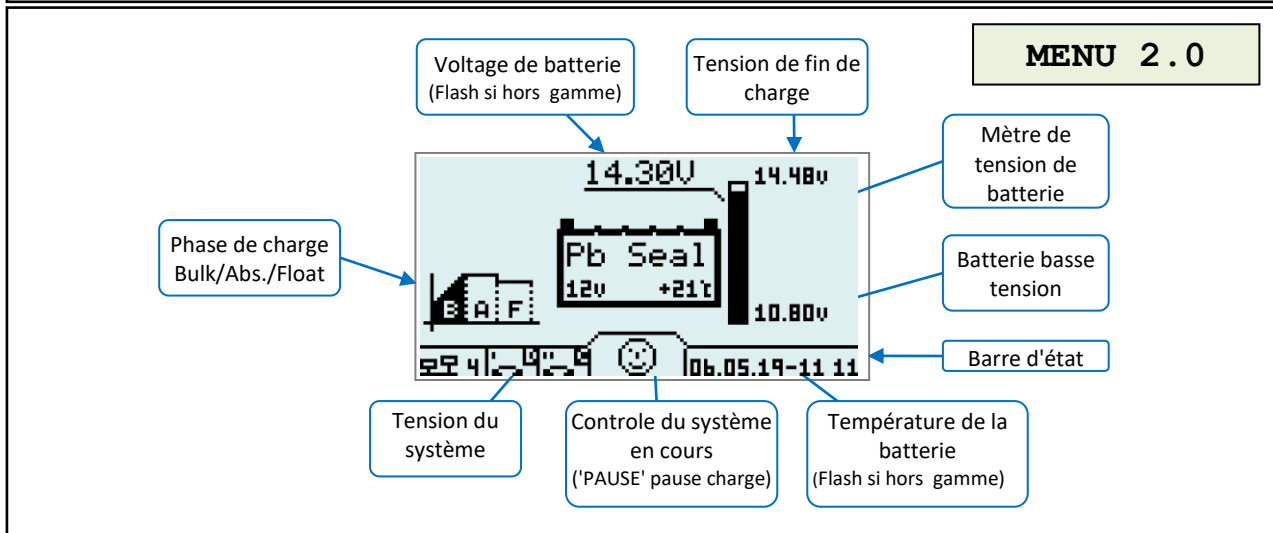 MENU 2.0
Voltage de batterie
(Flash si hors gamme)
Tension de fin de
charge
Mètre de
tension de
batterie
Phase de charge
Bulk/Abs./Float
Batterie basse
tension
Barre d'état
14.30V
14.48v
Pb Seal
12v +21℃
10.80v
B A F
4
06.05.19-11 11
Tension du
système
Controle du système
en cours
('PAUSE' pause charge)
Température de la
batterie
(Flash si hors gamme)